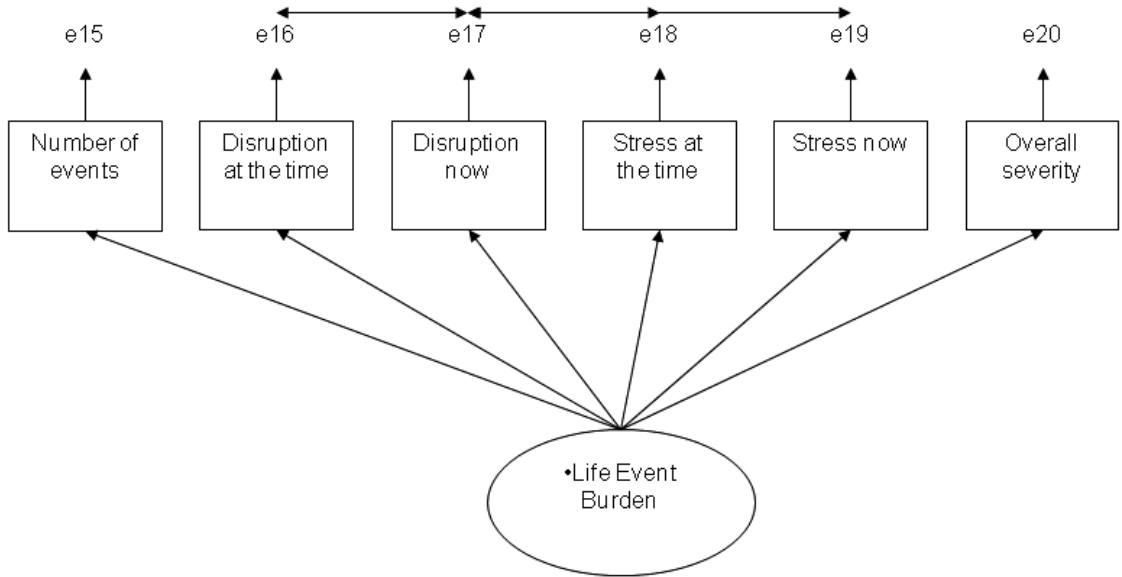 e15 e16 e17 e18 e19 e20
Number of
events
Disruption
at the time
Disruption
now
Stress at
the time
Stress now
Overall
severity
•Life Event
Burden